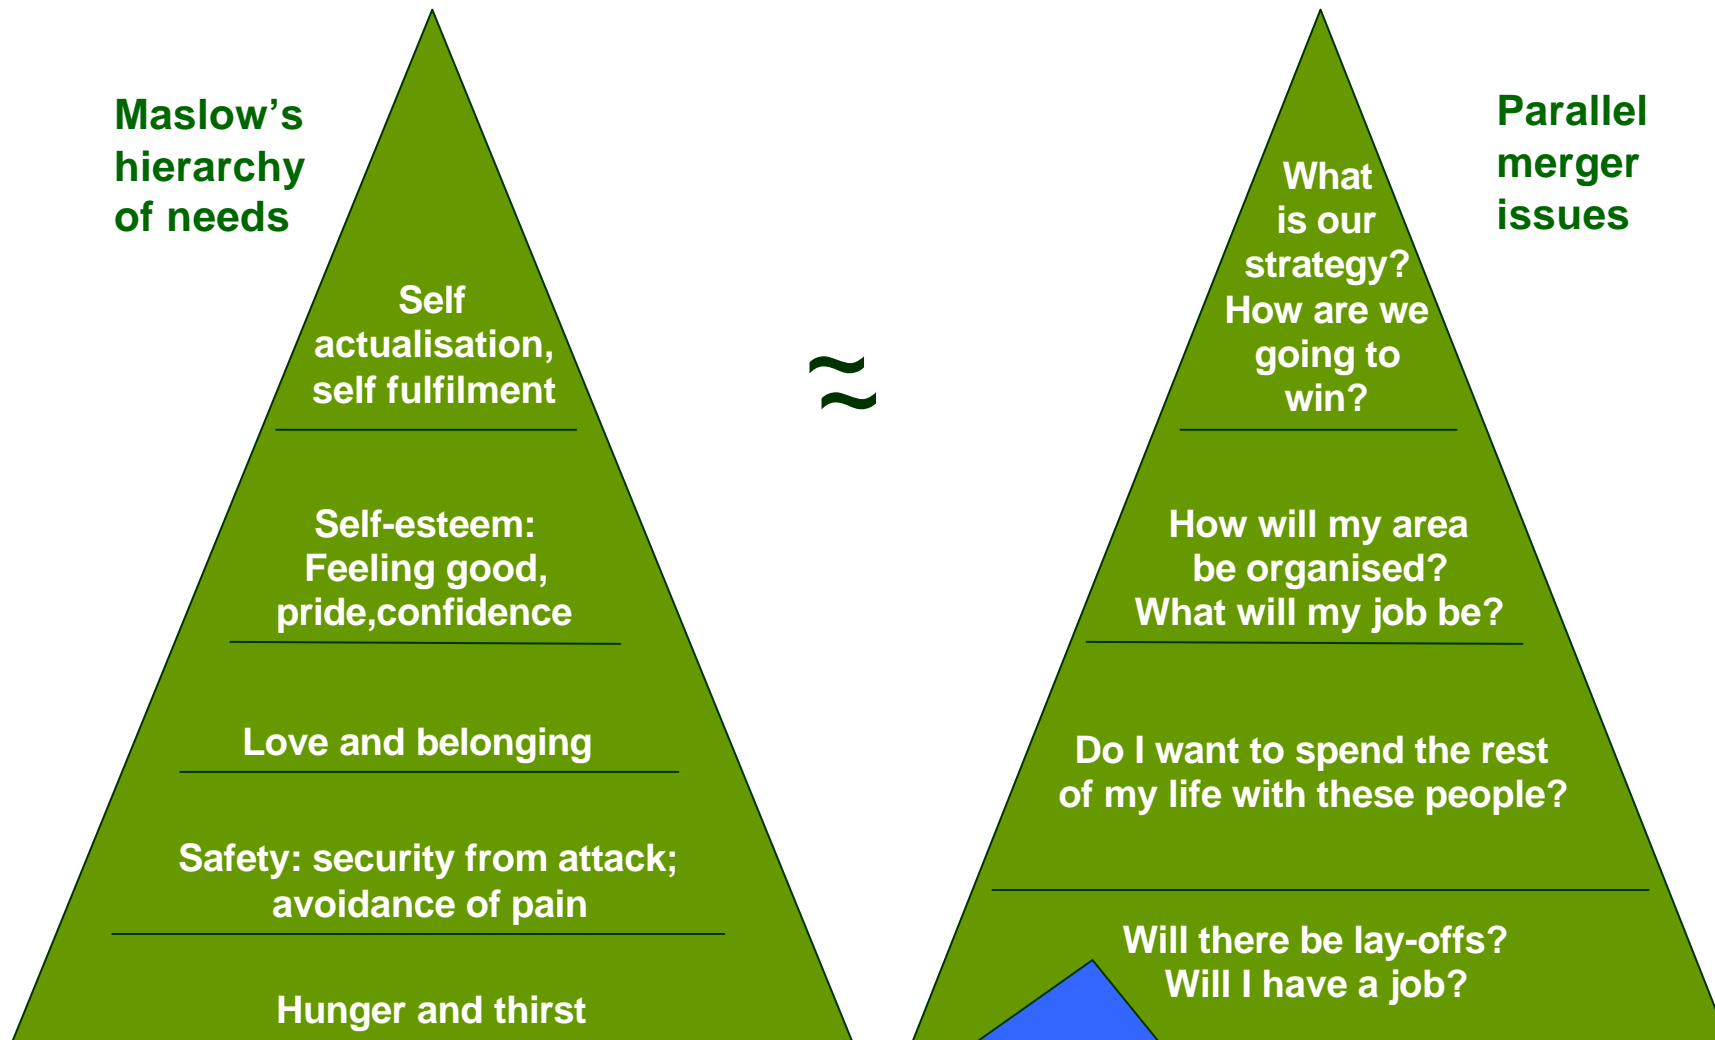 Maslow’s
hierarchy
of needs
Self
actualisation,
self fulfilment
Self-esteem:
Feeling good,
pride,confidence
Love and belonging
Safety: security from attack;
avoidance of pain
Hunger and thirst
≈
Parallel
merger
issues
What
is our
strategy?
How are we
going to
win?
How will my area
be organised?
What will my job be?
Do I want to spend the rest
of my life with these people?
Will there be lay-offs?
Will I have a job?